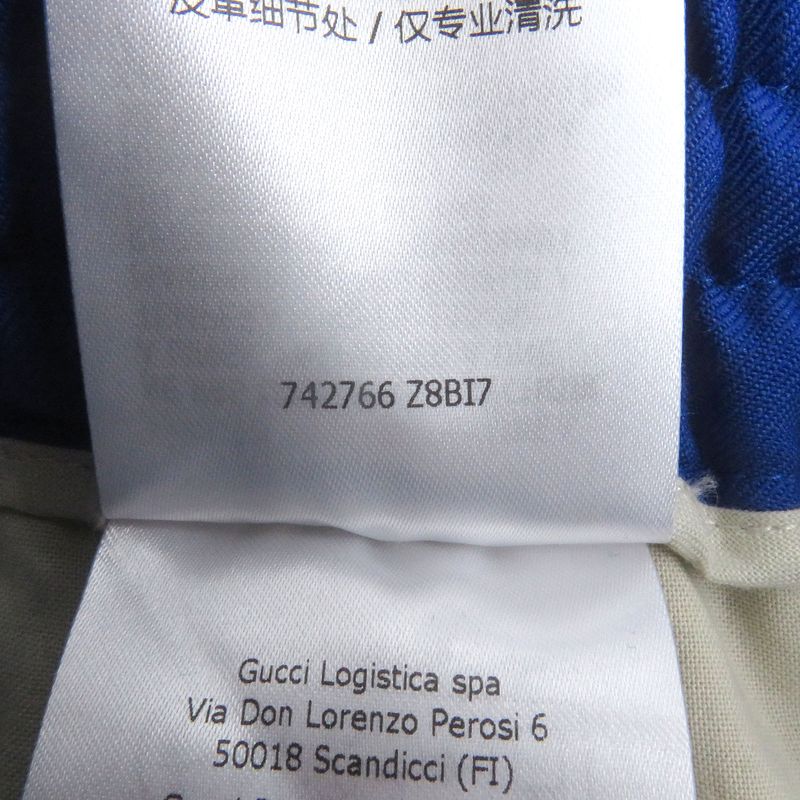 皮革细节处 / 仅专业清洗
742766 Z8BI7
Gucci Logistica spa
Via Don Lorenzo Perosi 6
50018 Scandicci (FI)